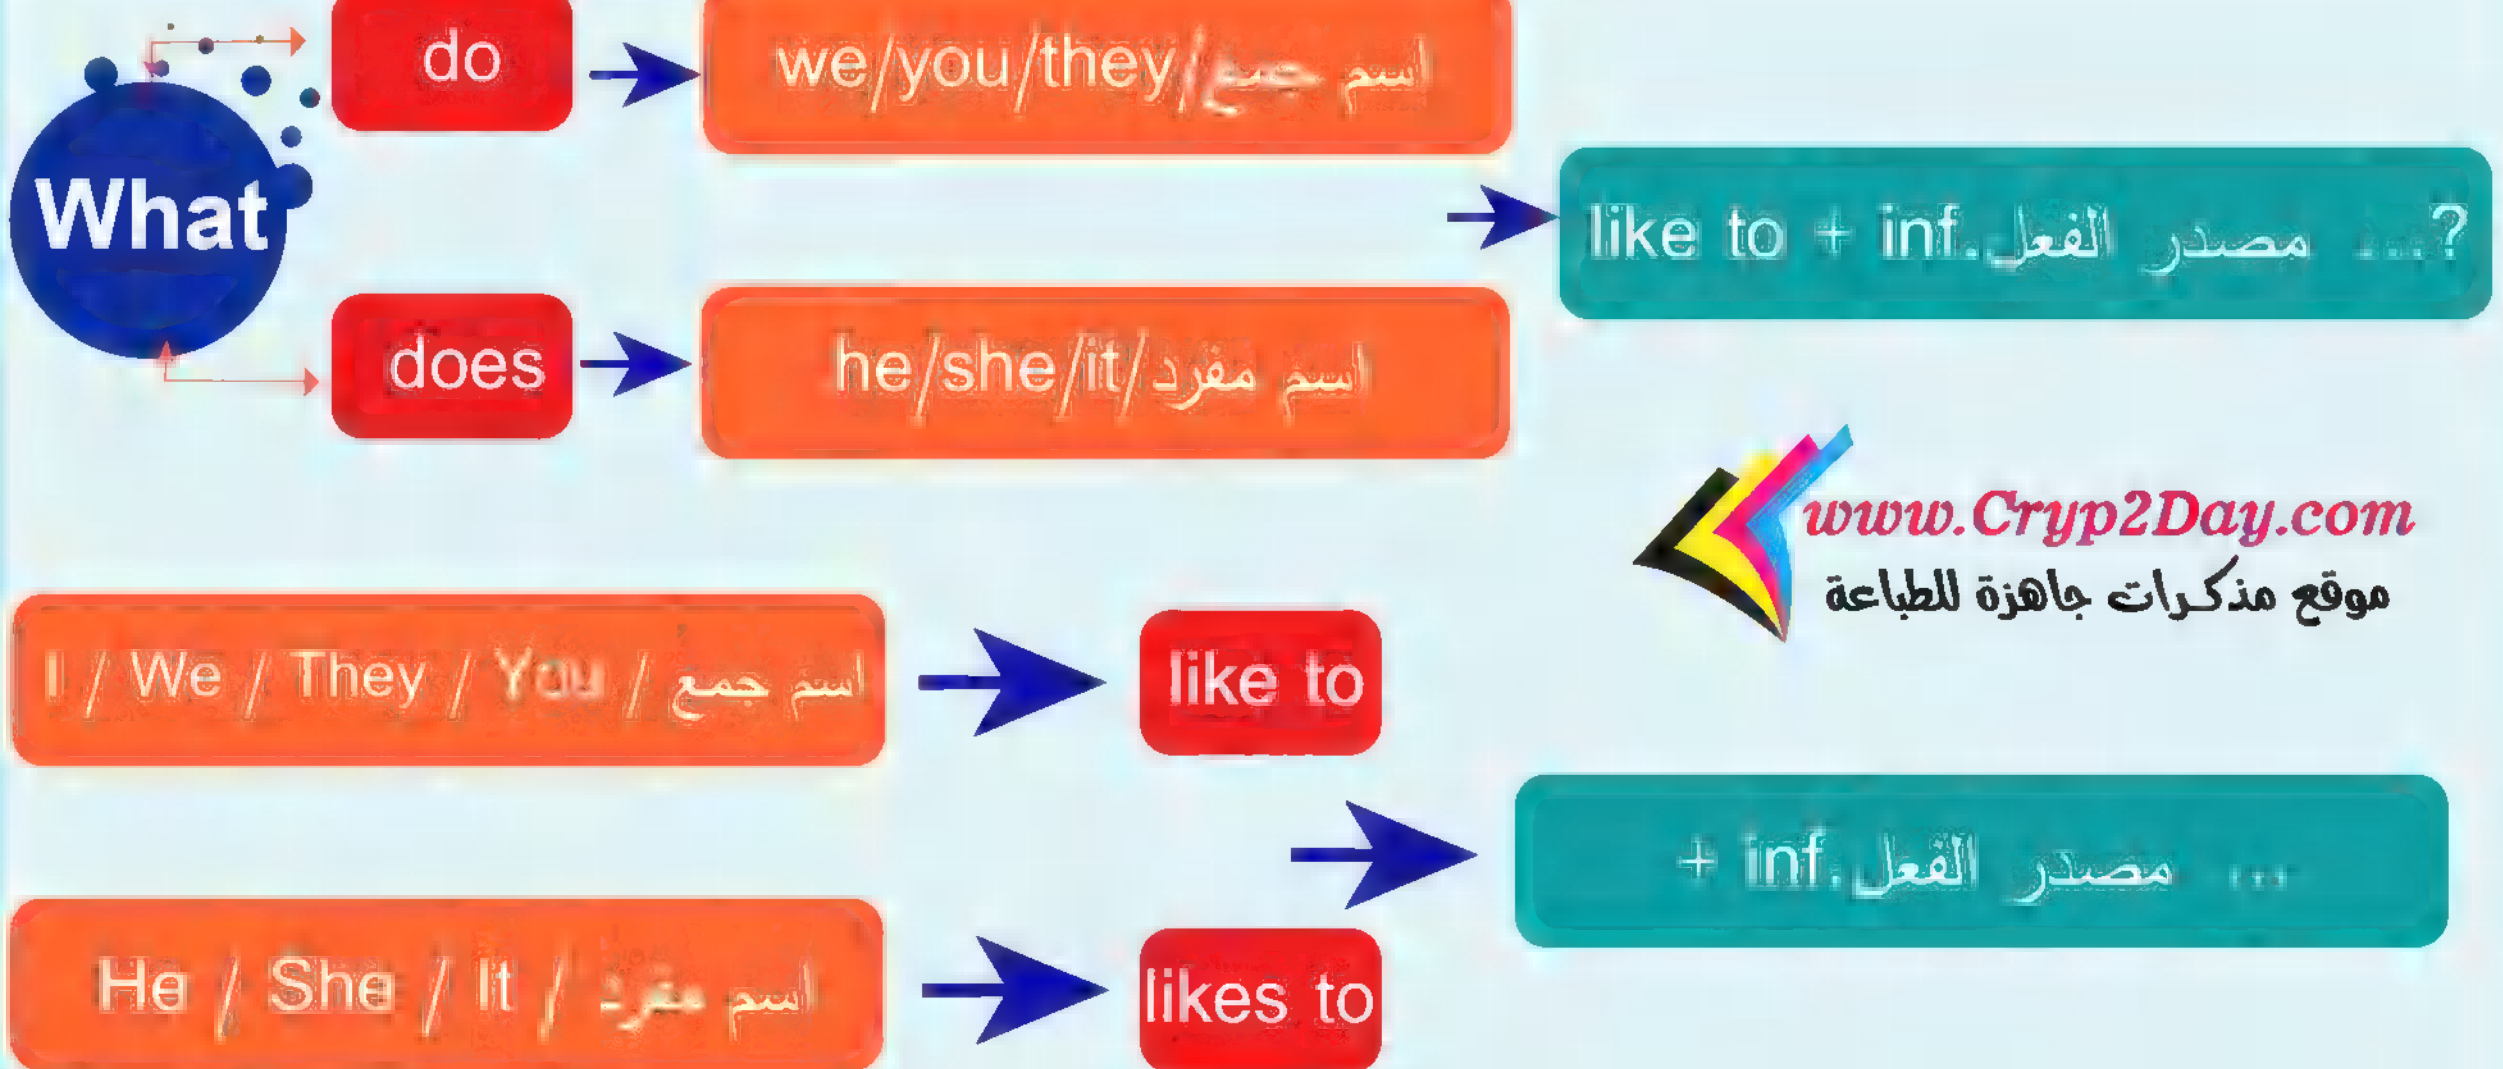 do
we/you/they/اسم جمع
What
like to + inf.مصدر الفعل ...?
does
he/she/it/اسم مفرد
www.Cryp2Day.com
موقع مذكرات جاهزة للطباعة
I / We / They / You / اسم جمع
like to
+ inf.مصدر الفعل ...
He / She / It / اسم مفرد
likes to